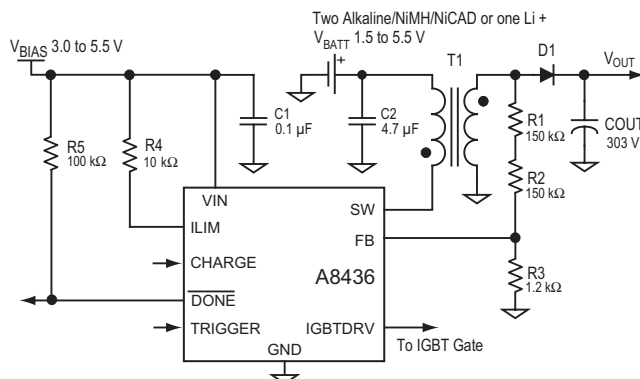 Two Alkaline/NiMH/NiCAD or one Li +
VBIAS 3.0 to 5.5 V
VBATT 1.5 to 5.5 V
+
T1
D1
VOUT
C1
0.1 µF
C2
4.7 µF
R1
150 kΩ
COUT
303 V
R5
100 kΩ
R4
10 kΩ
R2
150 kΩ
VIN
SW
ILIM
FB
CHARGE
A8436
R3
1.2 kΩ
DONE
TRIGGER
IGBTDRV
To IGBT Gate
GND